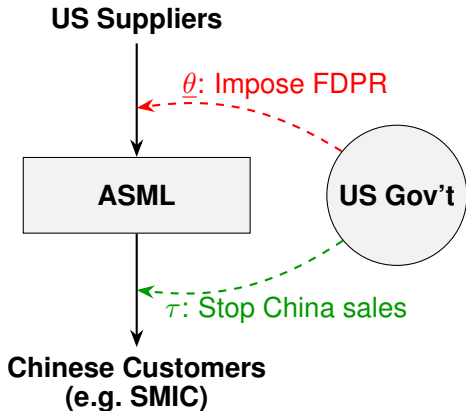 US Suppliers
θ: Impose FDPR
ASML
US Gov't
τ: Stop China sales
Chinese Customers
(e.g. SMIC)